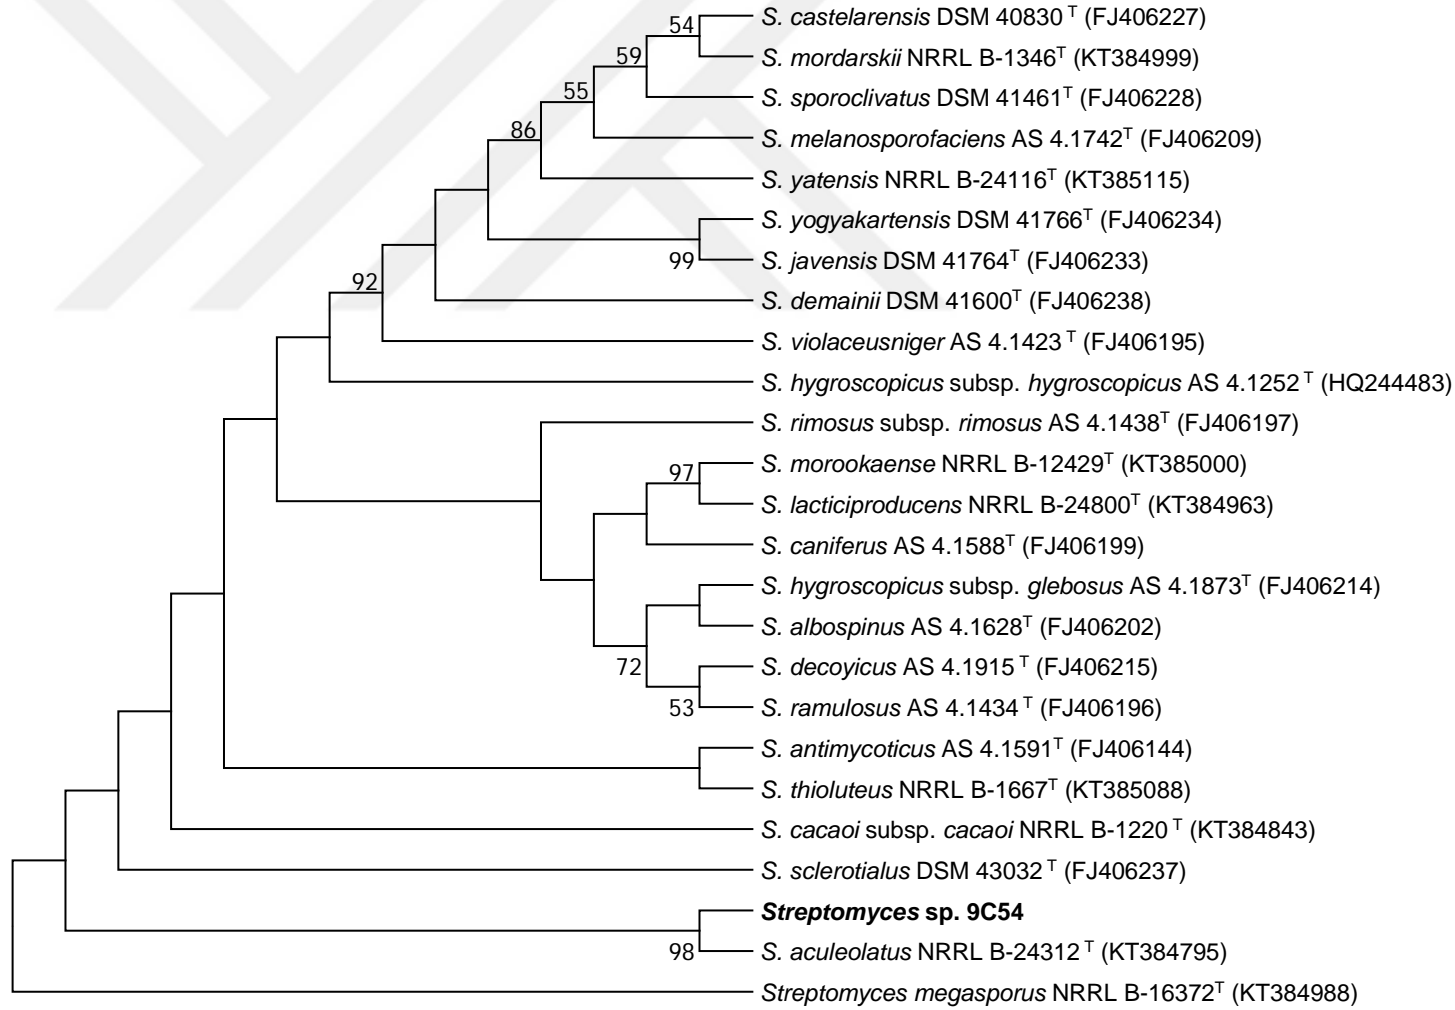 54
S. castelarensis DSM 40830 T (FJ406227)
59
S. mordarskii NRRL B-1346T (KT384999)
55
S. sporoclivatus DSM 41461T (FJ406228)
86
S. melanosporofaciens AS 4.1742T (FJ406209)
S. yatensis NRRL B-24116T (KT385115)
S. yogyakartensis DSM 41766T (FJ406234)
99
S. javensis DSM 41764T (FJ406233)
92
S. demainii DSM 41600T (FJ406238)
S. violaceusniger AS 4.1423 T (FJ406195)
S. hygroscopicus subsp. hygroscopicus AS 4.1252 T (HQ244483)
S. rimosus subsp. rimosus AS 4.1438T (FJ406197)
97
S. morookaense NRRL B-12429T (KT385000)
S. lacticiproducens NRRL B-24800T (KT384963)
S. caniferus AS 4.1588T (FJ406199)
S. hygroscopicus subsp. glebosus AS 4.1873T (FJ406214)
S. albospinus AS 4.1628T (FJ406202)
72
S. decoyicus AS 4.1915 T (FJ406215)
53
S. ramulosus AS 4.1434 T (FJ406196)
S. antimycoticus AS 4.1591T (FJ406144)
S. thioluteus NRRL B-1667T (KT385088)
S. cacaoi subsp. cacaoi NRRL B-1220 T (KT384843)
S. sclerotialus DSM 43032 T (FJ406237)
Streptomyces sp. 9C54
98
S. aculeolatus NRRL B-24312 T (KT384795)
Streptomyces megasporus NRRL B-16372T (KT384988)